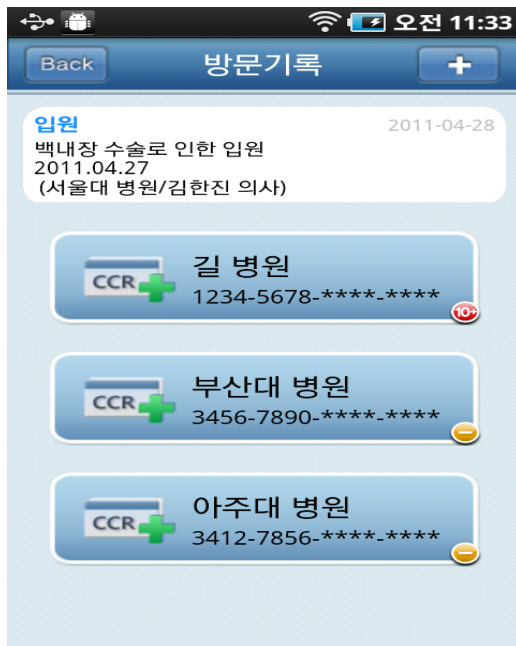 오전 11:33
Back
방문기록
+
입원
2011-04-28
백내장 수술로 인한 입원
2011.04.27
(서울대 병원/김한진 의사)
CCR
길 병원
1234-5678-****-****
10+
CCR
부산대 병원
3456-7890-****-****
CCR
아주대 병원
3412-7856-****-****